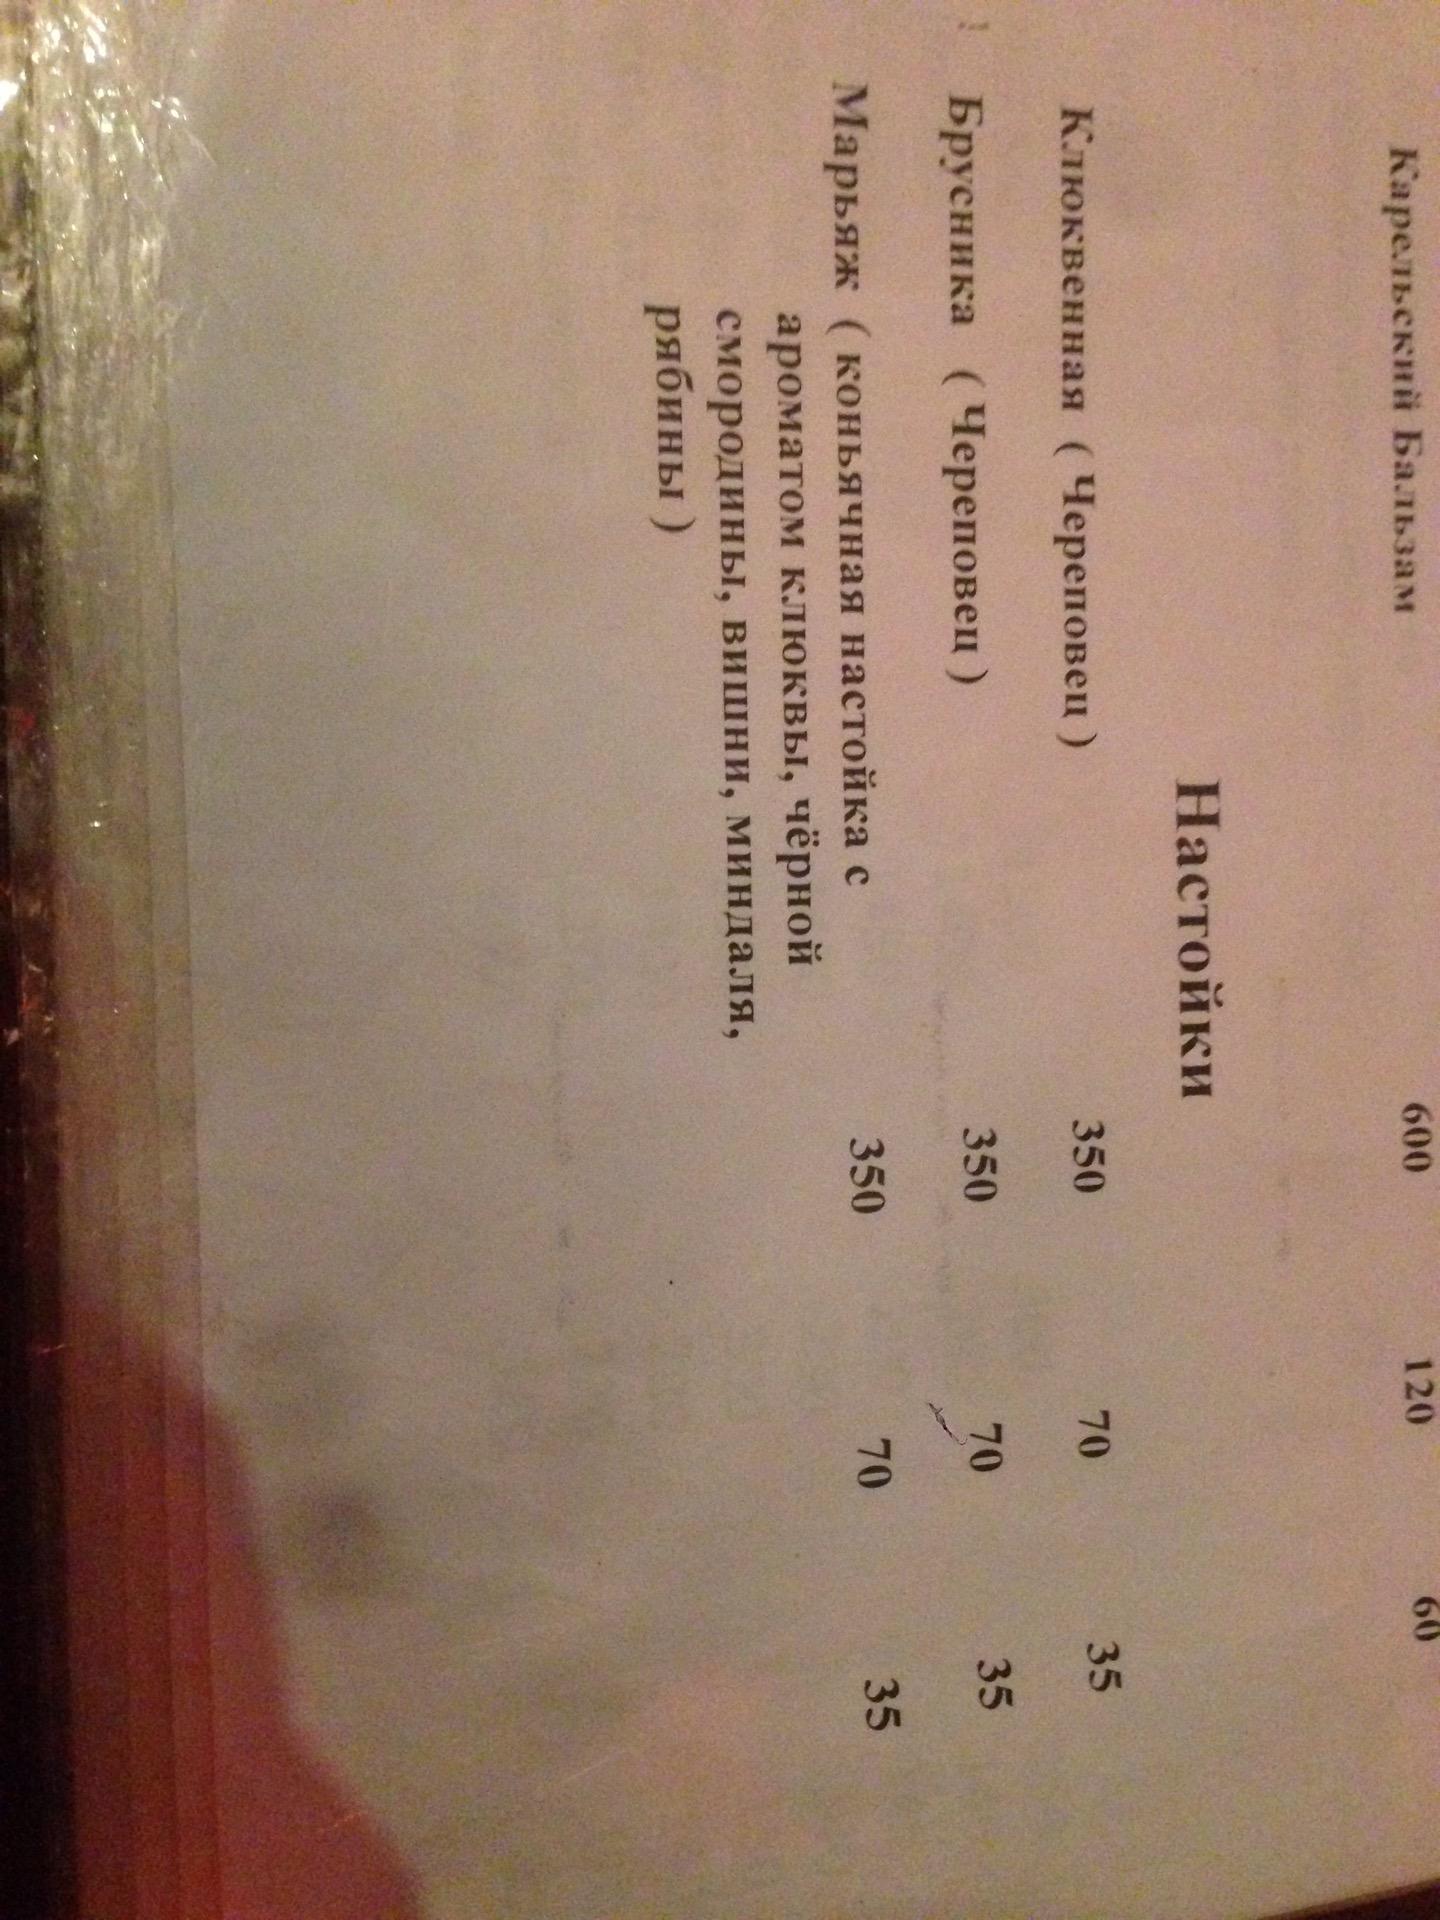 Карельский Бальзам 600 120 60
Настойки
Клюквенная ( Череповец ) 350 70 35
Брусника ( Череповец ) 350 70 35
Марьяж ( коньячная настойка с 350 70 35
ароматом клюквы, чёрной
смородины, вишни, миндаля,
рябины )